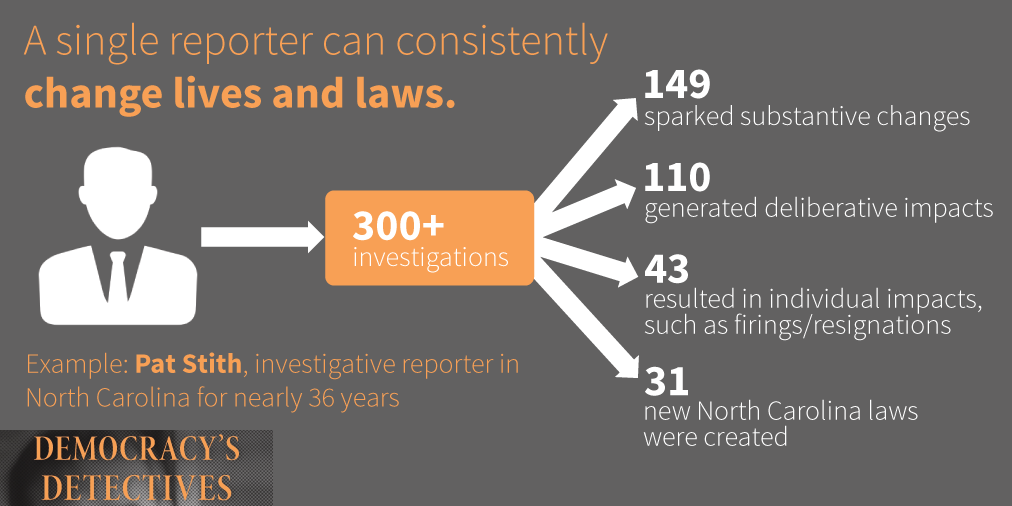 A single reporter can consistently
change lives and laws.
149
sparked substantive changes
110
generated deliberative impacts
300+
investigations
43
resulted in individual impacts,
such as firings/resignations
31
new North Carolina laws
were created
Example: Pat Stith, investigative reporter in
North Carolina for nearly 36 years
DEMOCRACY'S
DETECTIVES